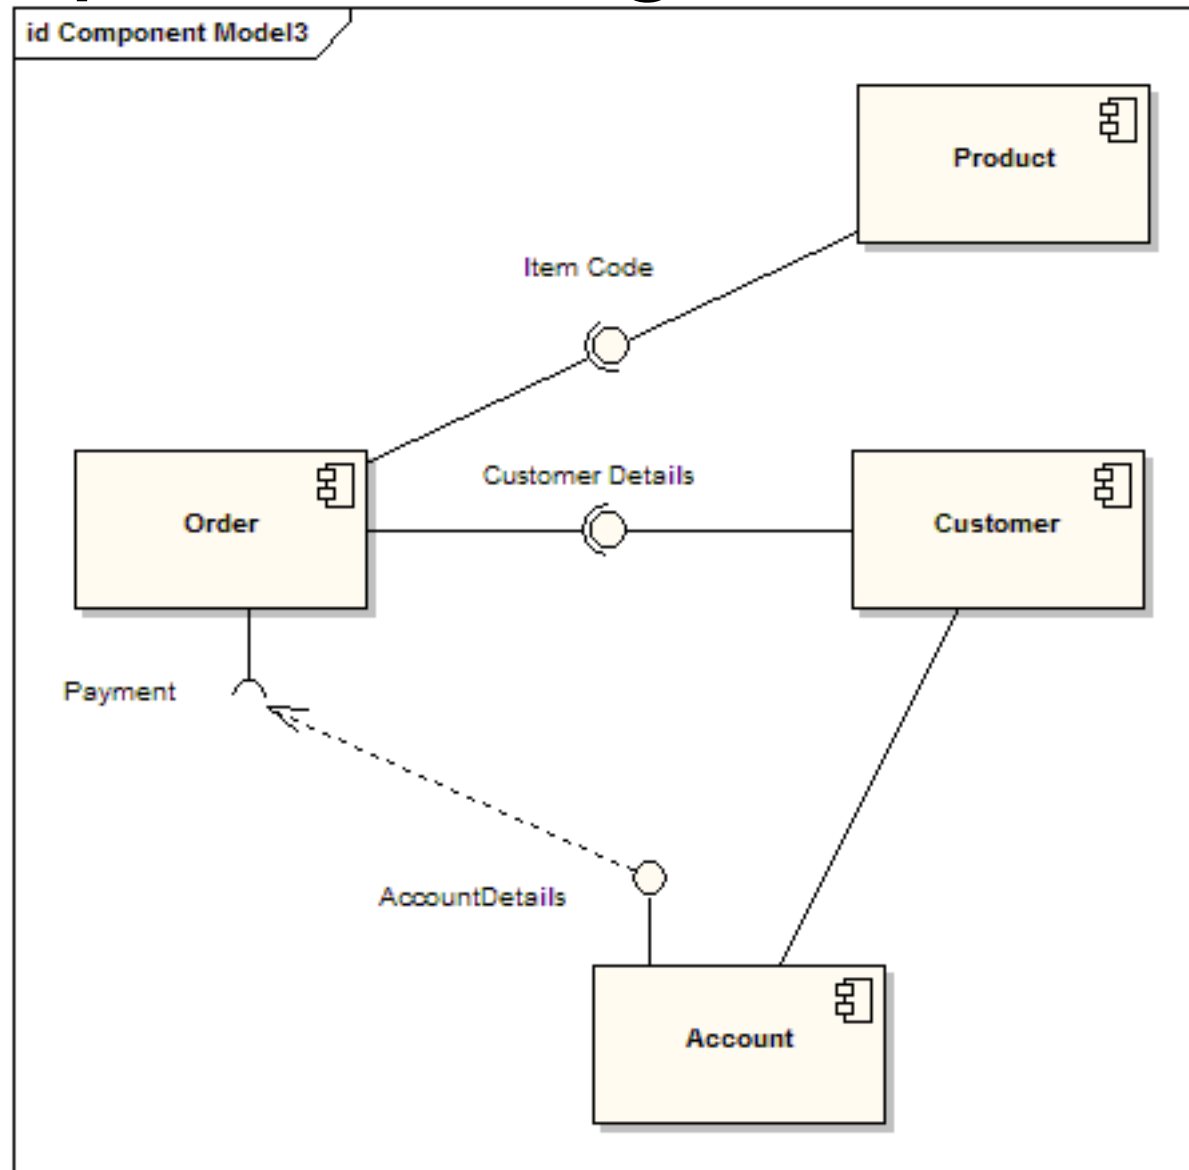 id Component Model3
Product
Item Code
Customer Details
Order
Customer
Payment
AccountDetails
Account